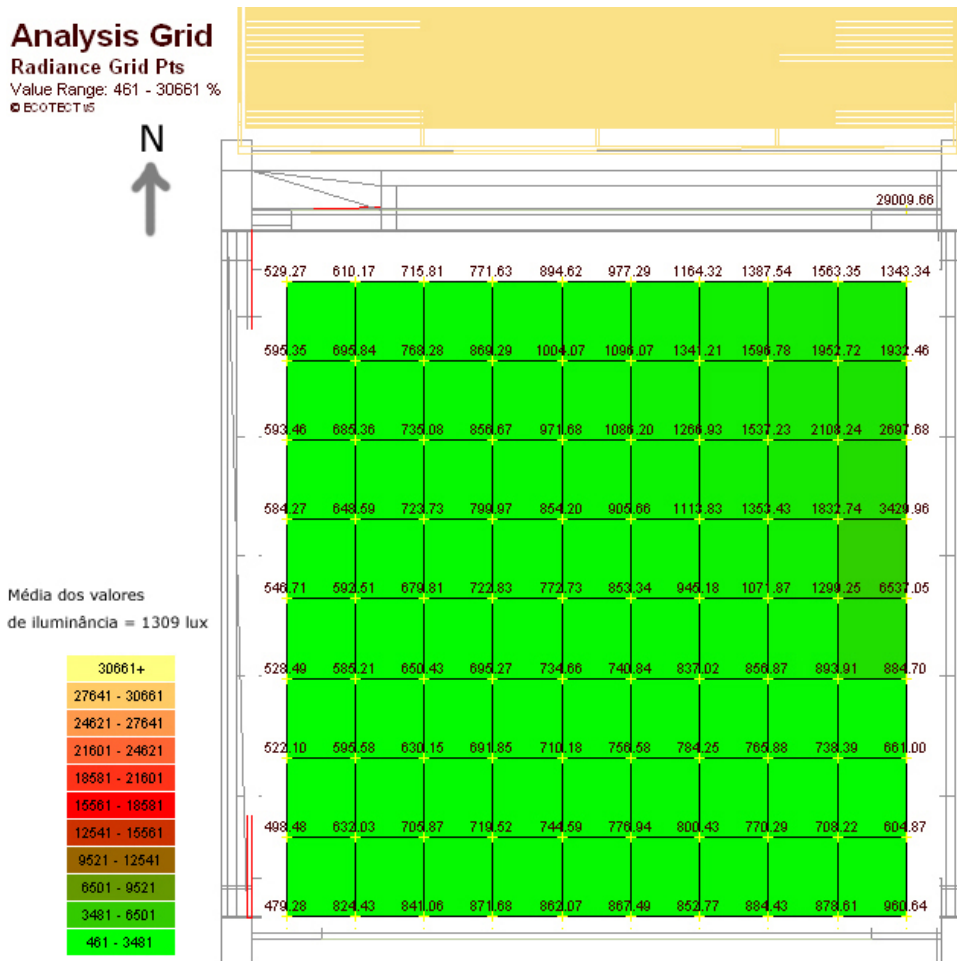 Analysis Grid
Radiance Grid Pts
Value Range: 461 - 30661 %
© ECOTECT v5
N
29009.66
529.27 610.17 715.81 771.63 894.62 977.29 1164.32 1387.54 1563.35 1343.34
595.35 695.84 768.28 869.29 1004.07 1096.07 1341.21 1596.78 1952.72 1932.46
593.46 685.36 735.08 856.67 971.68 1086.20 1266.93 1537.23 2108.24 2697.68
584.27 648.59 723.73 799.97 854.20 905.66 1113.83 1353.43 1832.74 3429.96
546.71 592.51 679.81 722.83 772.73 853.34 945.18 1071.87 1299.25 6537.05
528.49 585.21 650.43 695.27 734.66 740.84 837.02 856.87 893.91 884.70
522.10 595.58 630.15 691.85 710.18 756.58 784.25 765.88 738.39 661.00
498.48 632.03 705.87 719.52 744.59 776.94 800.43 770.29 708.22 604.87
479.28 824.43 841.06 871.68 862.07 867.49 852.77 884.43 878.61 960.64
Média dos valores
de iluminância = 1309 lux
30661+
27641 - 30661
24621 - 27641
21601 - 24621
18581 - 21601
15561 - 18581
12541 - 15561
9521 - 12541
6501 - 9521
3481 - 6501
461 - 3481